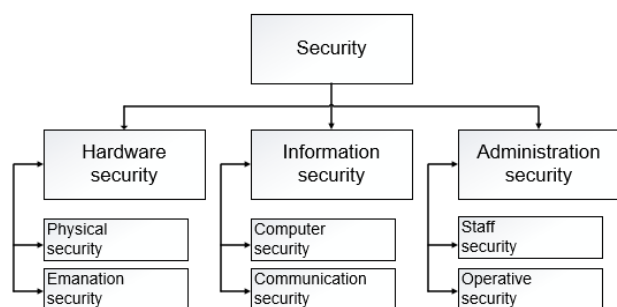 Security
Hardware
security
Information
security
Administration
security
Physical
security
Computer
security
Staff
security
Emanation
security
Communication
security
Operative
security